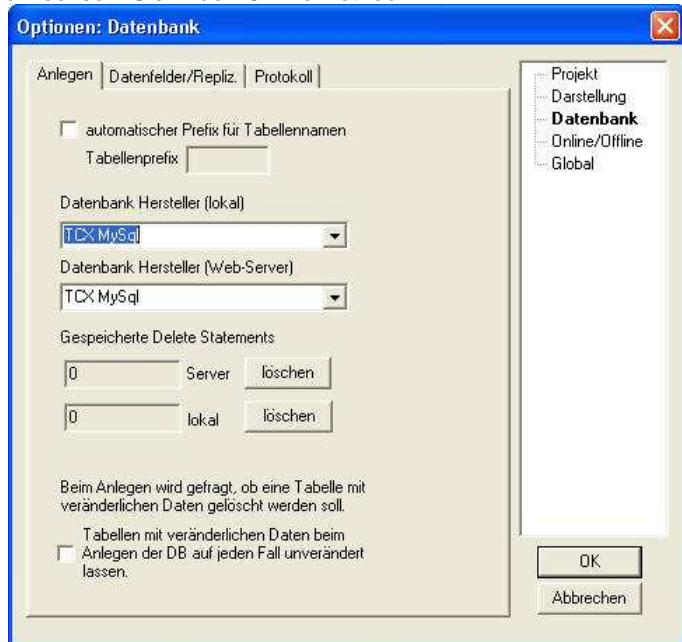 Optionen: Datenbank
Anlegen
Datenfelder/Repliz.
Protokoll
automatischer Prefix für Tabellennamen
Tabellenprefix
Datenbank Hersteller (lokal)
TCX MySql
Datenbank Hersteller (Web-Server)
TCX MySql
Gespeicherte Delete Statements
0 Server löschen
0 lokal löschen
Beim Anlegen wird gefragt, ob eine Tabelle mit
veränderlichen Daten gelöscht werden soll.
Tabellen mit veränderlichen Daten beim
Anlegen der DB auf jeden Fall unverändert
lassen.
Projekt
Darstellung
Datenbank
Online/Offline
Global
OK
Abbrechen